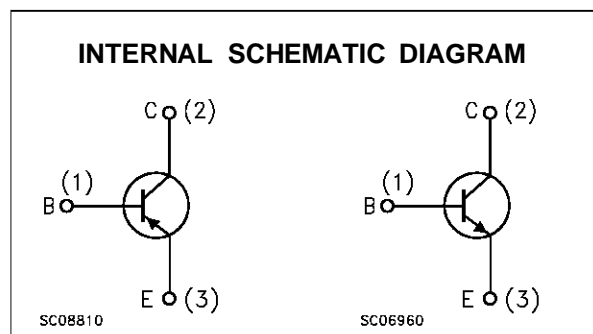 INTERNAL SCHEMATIC DIAGRAM
C (2) C (2)
(1) (1)
B B
E (3) E (3)
SC08810 SC06960